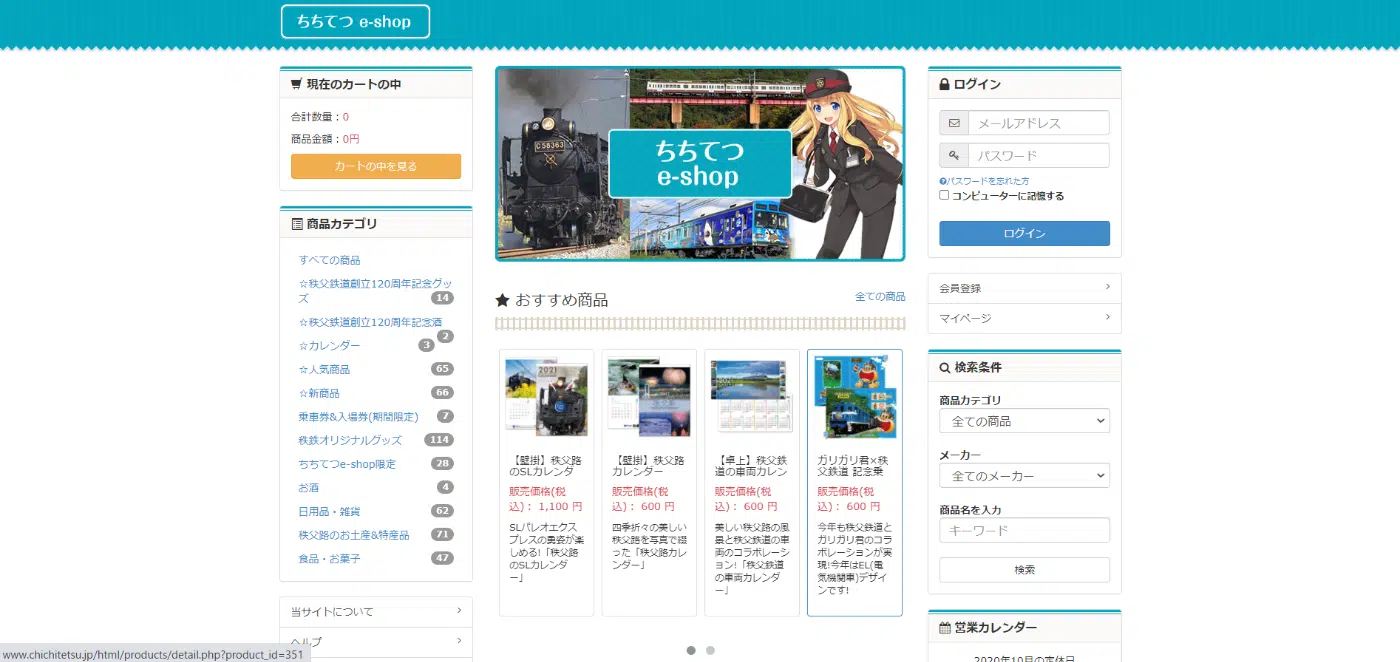 ちちてつ e-shop
現在のカートの中
合計数量：0
商品金額：0円
カートの中を見る
商品カテゴリ
すべての商品
☆秩父鉄道創立120周年記念グッ
ズ 14
☆秩父鉄道創立120周年記念酒
2
☆カレンダー 3
☆人気商品 65
☆新商品 66
乗車券&入場券(期間限定) 7
秩鉄オリジナルグッズ 114
ちちてつe-shop限定 28
お酒 4
日用品・雑貨 62
秩父路のお土産&特産品 71
食品・お菓子 47
当サイトについて
ヘルプ
www.chichitetsu.jp/html/products/detail.php?product_id=351
C58363
ちちてつ
e-shop
おすすめ商品
全ての商品
2021
【壁掛】秩父路
のSLカレンダ
販売価格(税
込)： 1,100 円
SLパレオエクス
プレスの勇姿が楽
しめる!「秩父路
のSLカレンダ
ー」
【壁掛】秩父路
カレンダー
販売価格(税
込)： 600 円
四季折々の美しい
秩父路を写真で綴
った「秩父路カレ
ンダー」
【卓上】秩父鉄
道の車両カレン
販売価格(税
込)： 600 円
美しい秩父路の風
景と秩父鉄道の車
両のコラボレーシ
ョン!「秩父鉄道
の車両カレンダ
ー」
ガリガリ君×秩
父鉄道 記念乗
販売価格(税
込)： 600 円
今年も秩父鉄道と
ガリガリ君のコラ
ボレーションが実
現!今年はEL(電
気機関車)デザイ
ンです!
ログイン
メールアドレス
パスワード
パスワードを忘れた方
コンピューターに記憶する
ログイン
会員登録
マイページ
検索条件
商品カテゴリ
全ての商品
メーカー
全てのメーカー
商品名を入力
キーワード
検索
営業カレンダー
2020年10月の定休日